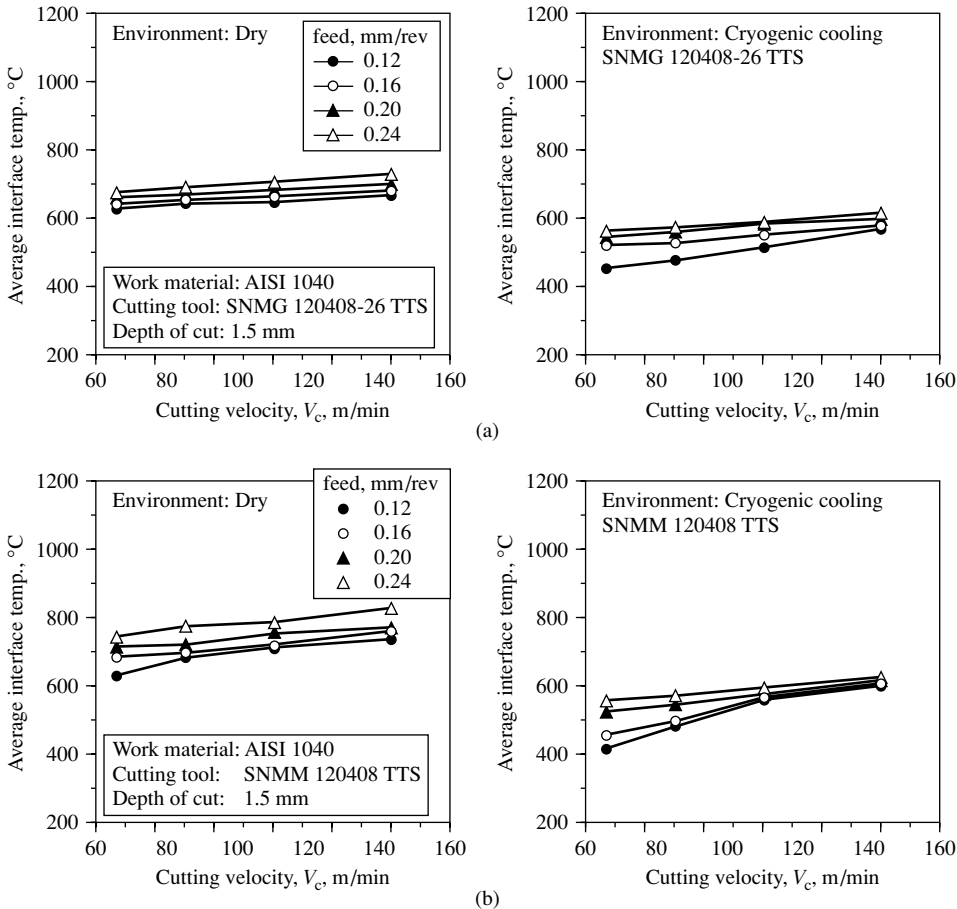 Environment: Dry
feed, mm/rev
0.12
0.16
0.20
0.24
Work material: AISI 1040
Cutting tool: SNMG 120408-26 TTS
Depth of cut: 1.5 mm
Average interface temp., °C
1200
1000
800
600
400
200
60 80 100 120 140 160
Cutting velocity, Vc, m/min
Environment: Cryogenic cooling
SNMG 120408-26 TTS
Average interface temp., °C
1200
1000
800
600
400
200
60 80 100 120 140 160
Cutting velocity, Vc, m/min
(a)
Environment: Dry
feed, mm/rev
0.12
0.16
0.20
0.24
Work material: AISI 1040
Cutting tool: SNMM 120408 TTS
Depth of cut: 1.5 mm
Average interface temp., °C
1200
1000
800
600
400
200
60 80 100 120 140 160
Cutting velocity, Vc, m/min
Environment: Cryogenic cooling
SNMM 120408 TTS
Average interface temp., °C
1200
1000
800
600
400
200
60 80 100 120 140 160
Cutting velocity, Vc, m/min
(b)